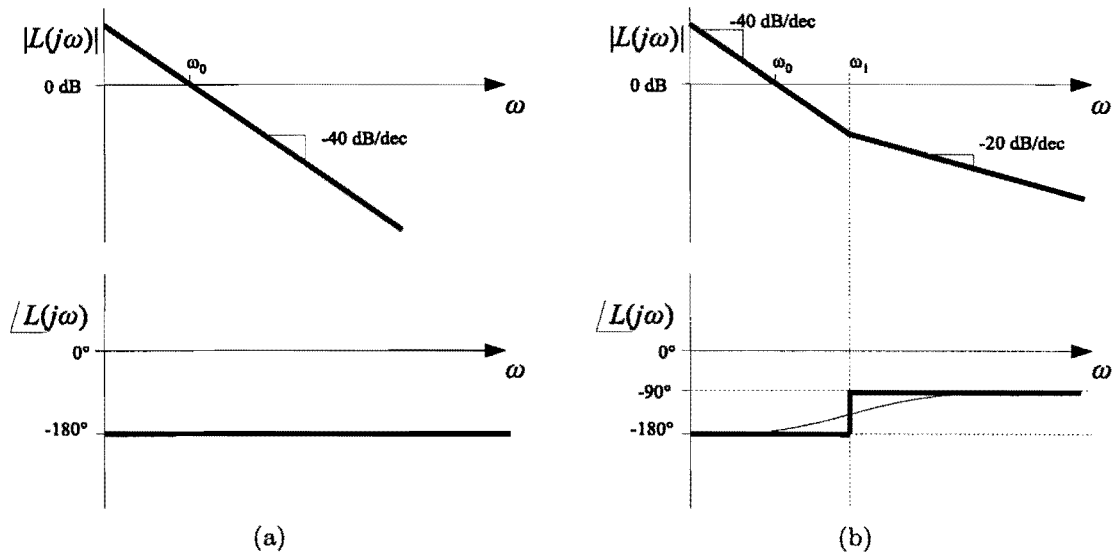 |L(jω)|
0 dB
ω₀
ω
-40 dB/dec
∠L(jω)
0°
ω
-180°
(a)
|L(jω)|
-40 dB/dec
0 dB
ω₀
ω₁
ω
-20 dB/dec
∠L(jω)
0°
ω
-90°
-180°
(b)